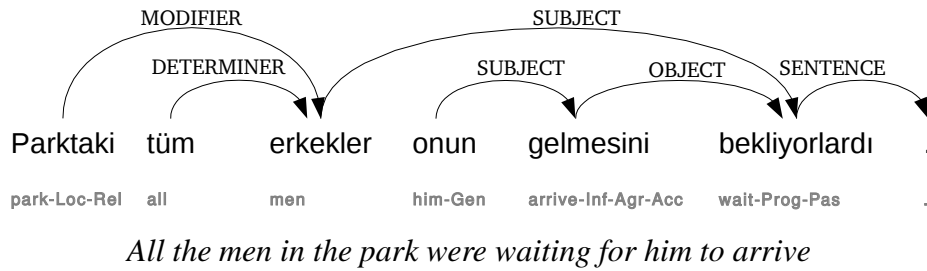 MODIFIER SUBJECT
DETERMINER SUBJECT OBJECT SENTENCE
Parktaki tüm erkekler onun gelmesini bekliyorlardı .
park-Loc-Rel all men him-Gen arrive-Inf-Agr-Acc wait-Prog-Pas .
All the men in the park were waiting for him to arrive